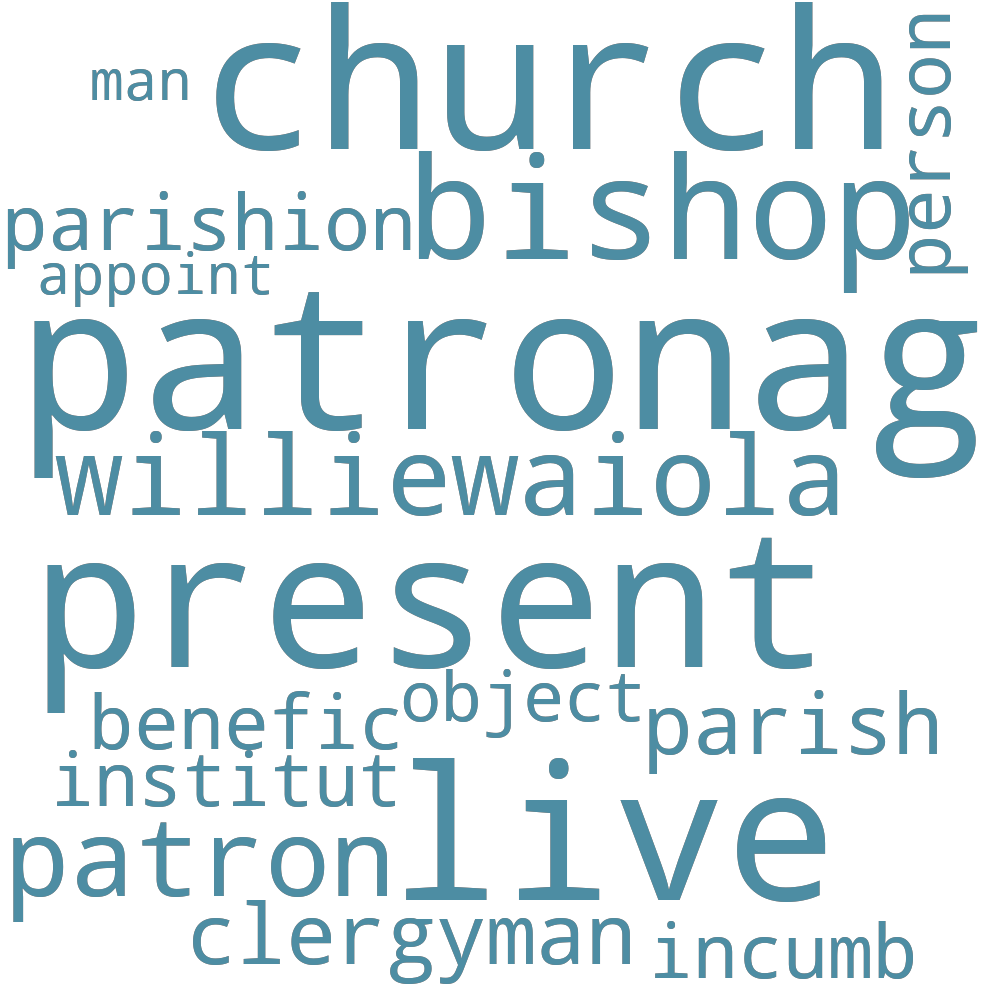 church
man
person
bishop
parishion
appoint
patronag
williewaiola
present
object
benefic
parish
institut
live
patron
clergyman
incumb